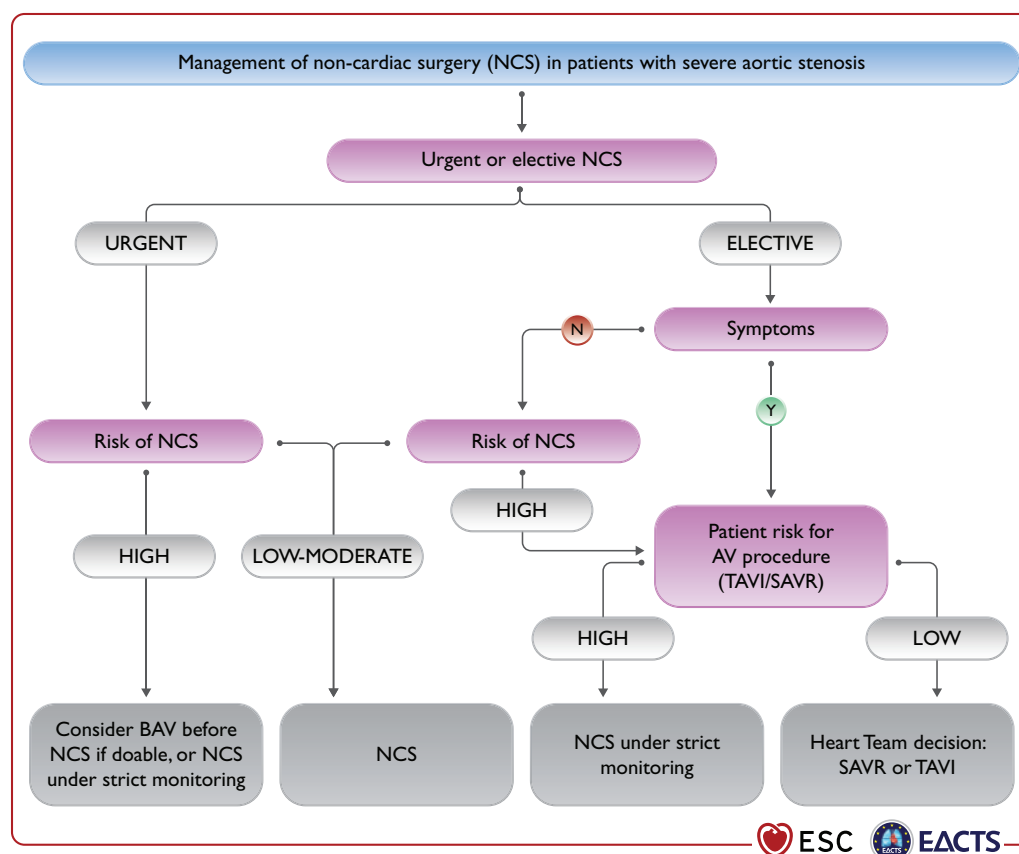 Management of non-cardiac surgery (NCS) in patients with severe aortic stenosis
Urgent or elective NCS
URGENT
ELECTIVE
Symptoms
N
Y
Risk of NCS
Risk of NCS
HIGH
Patient risk for
AV procedure
(TAVI/SAVR)
HIGH
LOW-MODERATE
HIGH
LOW
Consider BAV before
NCS if doable, or NCS
under strict monitoring
NCS
NCS under strict
monitoring
Heart Team decision:
SAVR or TAVI
ESC
EACTS
EACTS